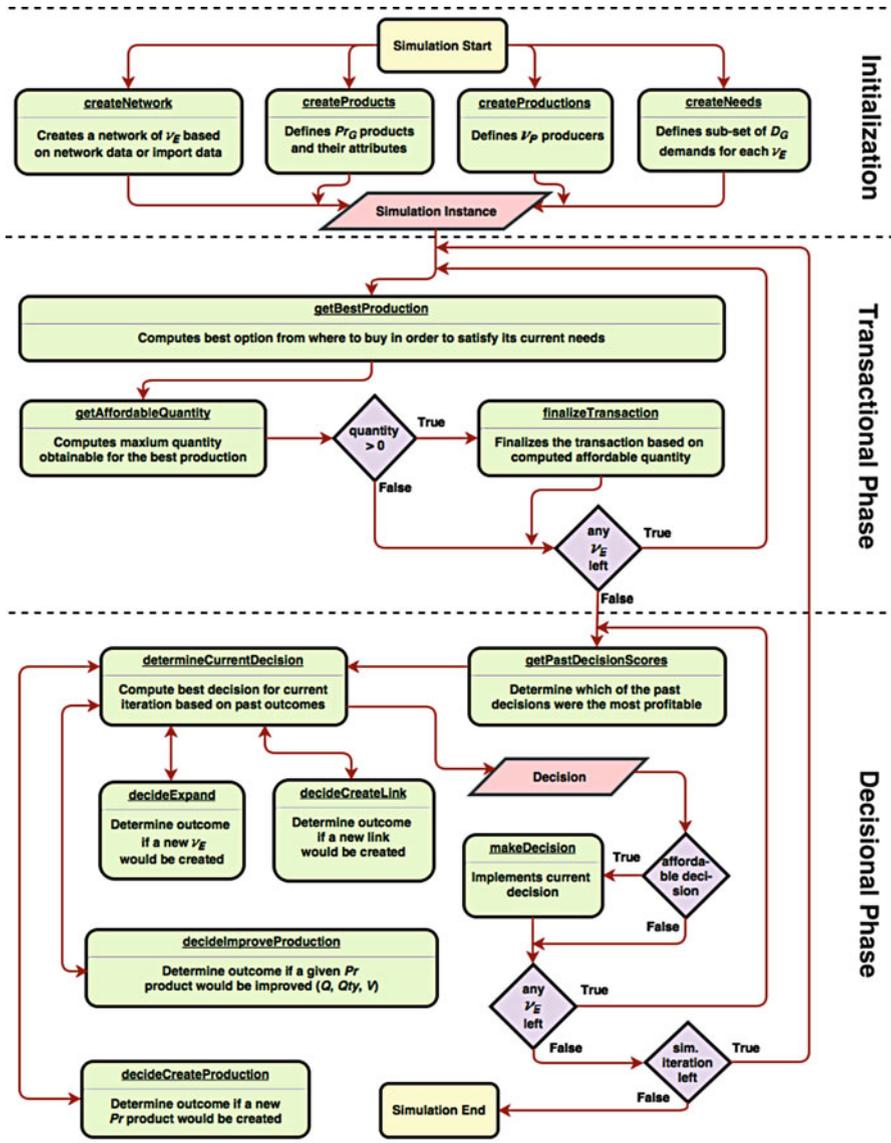 Simulation Start
Initialization
createNetwork
Creates a network of νE based
on network data or import data
createProducts
Defines PrG products
and their attributes
createProductions
Defines νP producers
createNeeds
Defines sub-set of DG
demands for each νE
Simulation Instance
Transactional Phase
getBestProduction
Computes best option from where to buy in order to satisfy its current needs
getAffordableQuantity
Computes maxium quantity
obtainable for the best production
quantity
> 0
True
False
finalizeTransaction
Finalizes the transaction based on
computed affordable quantity
any
νE
left
True
False
Decisional Phase
determineCurrentDecision
Compute best decision for current
iteration based on past outcomes
getPastDecisionScores
Determine which of the past
decisions were the most profitable
Decision
decideExpand
Determine outcome
if a new νE
would be created
decideCreateLink
Determine outcome
if a new link
would be created
makeDecision
Implements current
decision
True
afforda-
ble deci-
sion
False
decideImproveProduction
Determine outcome if a given Pr
product would be improved (Q, Qty, V)
any
νE
left
True
False
sim.
iteration
left
True
False
decideCreateProduction
Determine outcome if a new
Pr product would be created
Simulation End